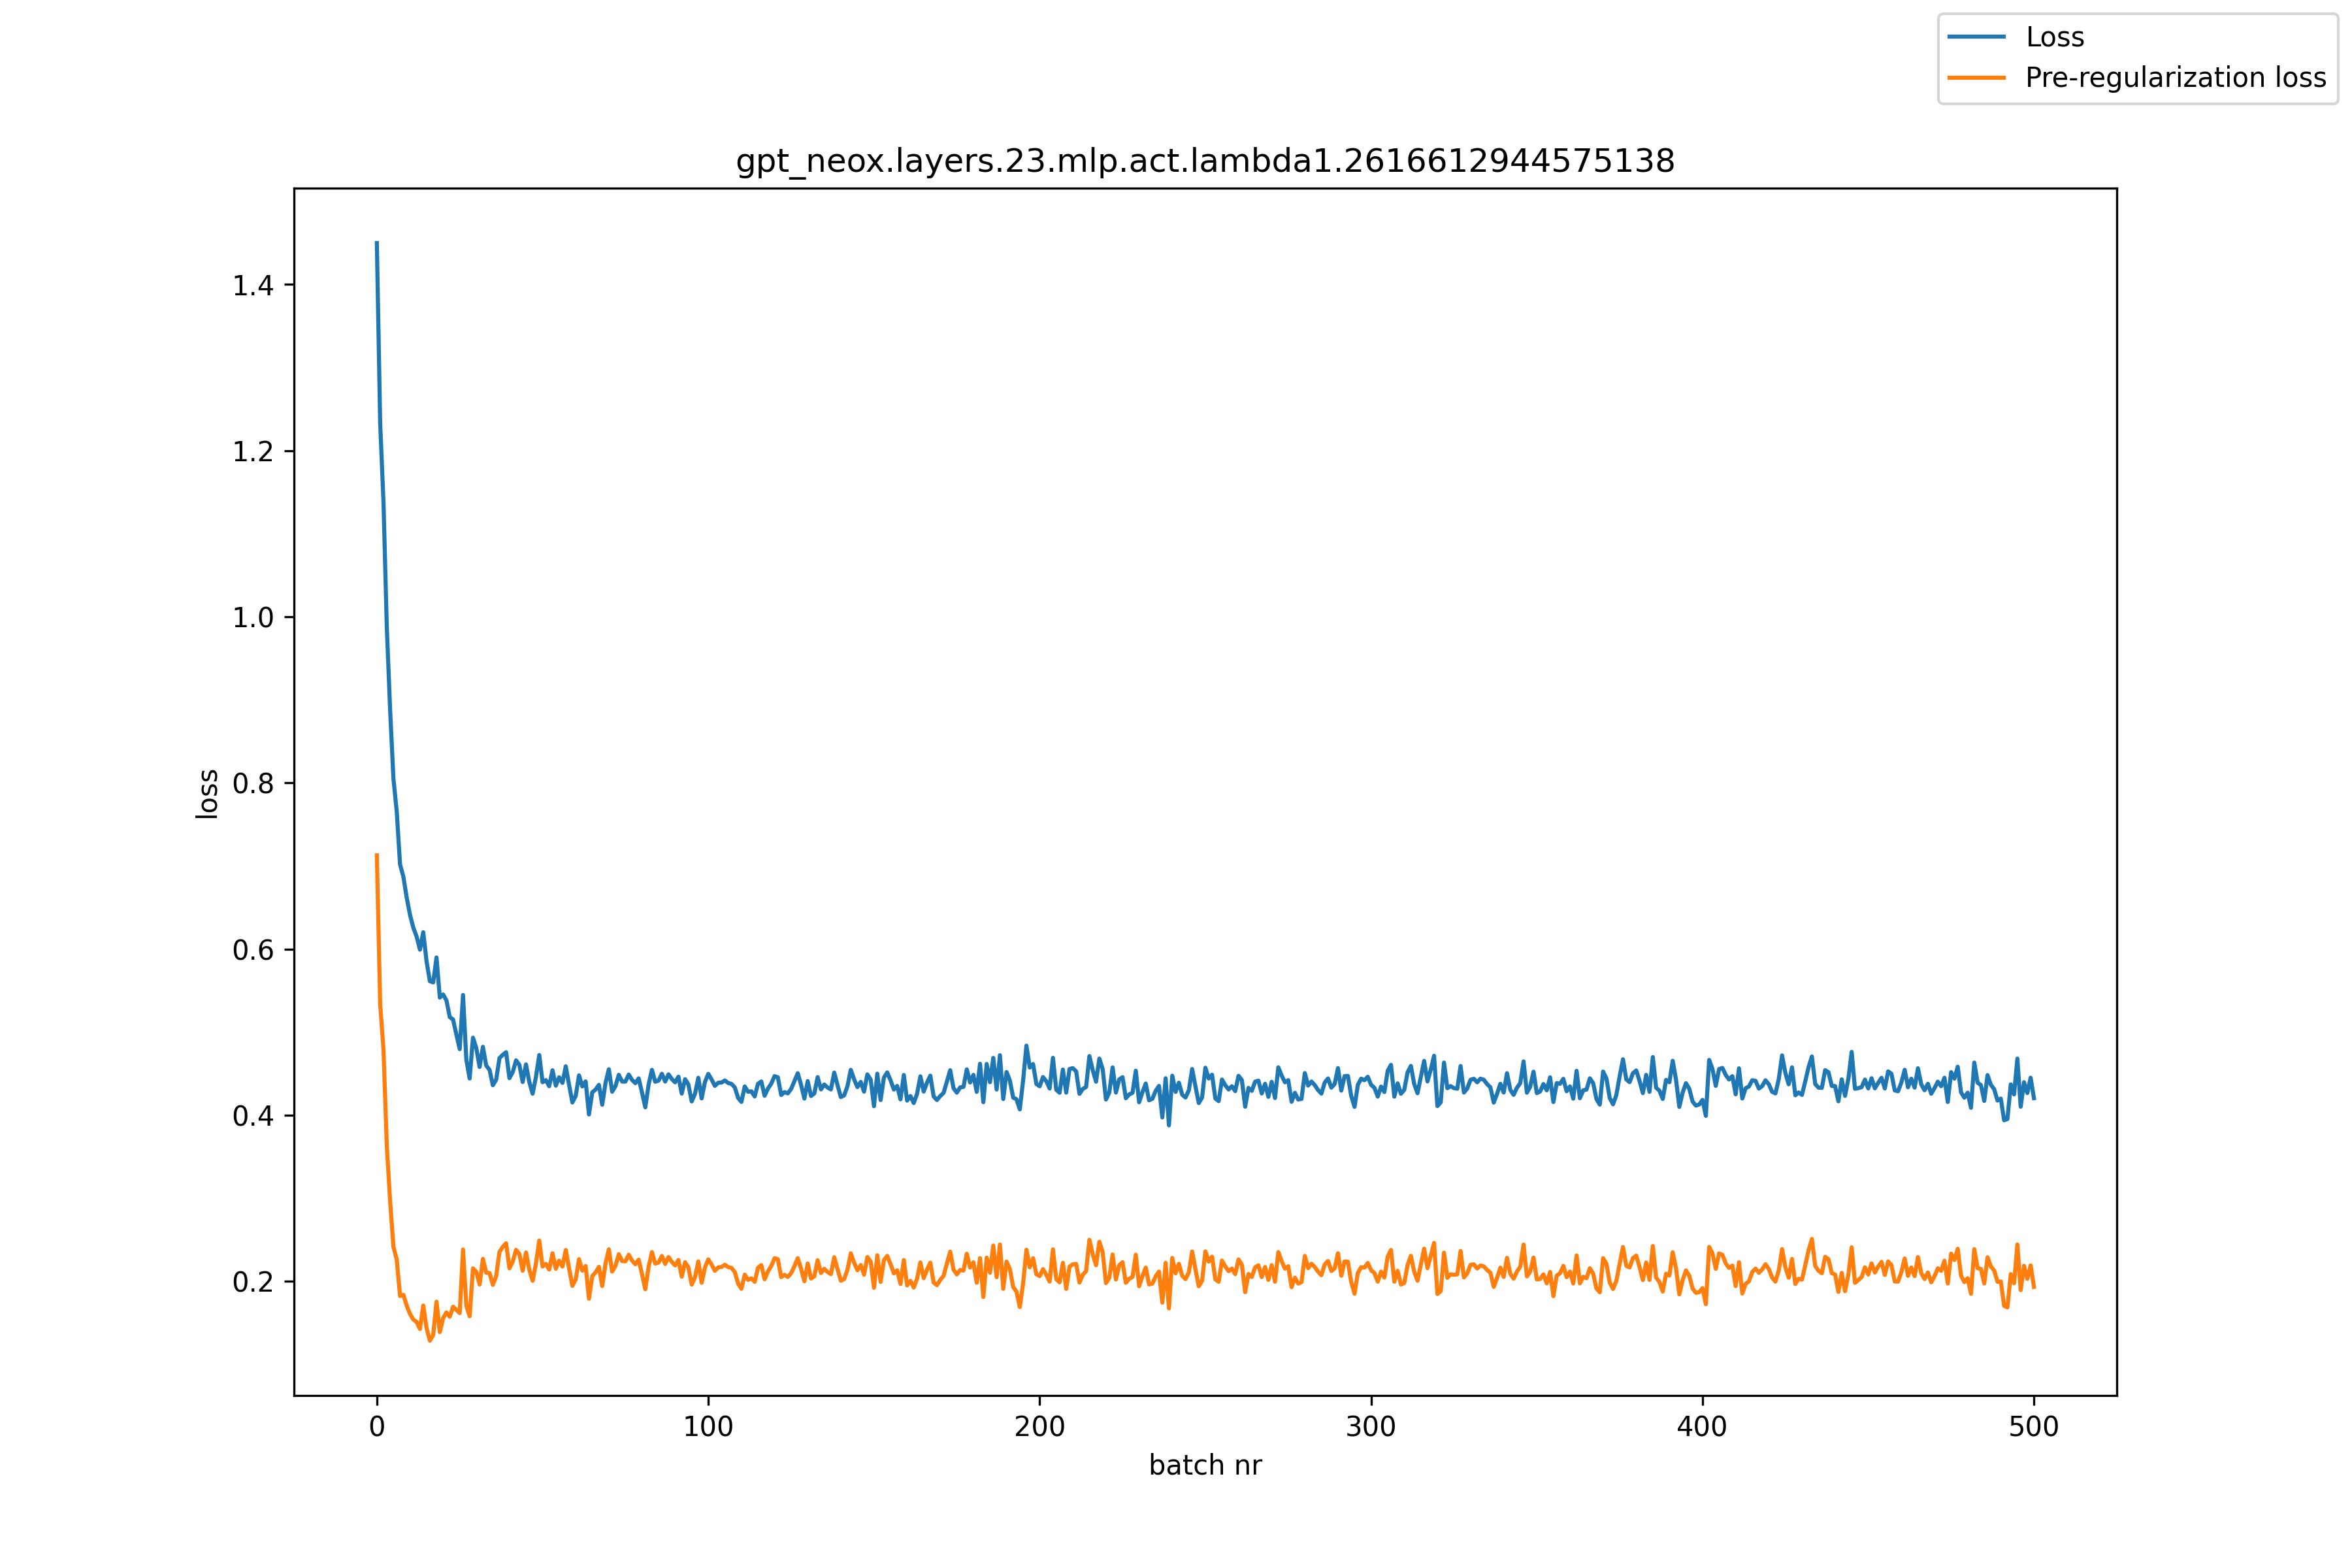 Loss
Pre-regularization loss
gpt_neox.layers.23.mlp.act.lambda1.2616612944575138
1.4
1.2
1.0
0.8
0.6
0.4
0.2
loss
0 100 200 300 400 500
batch nr